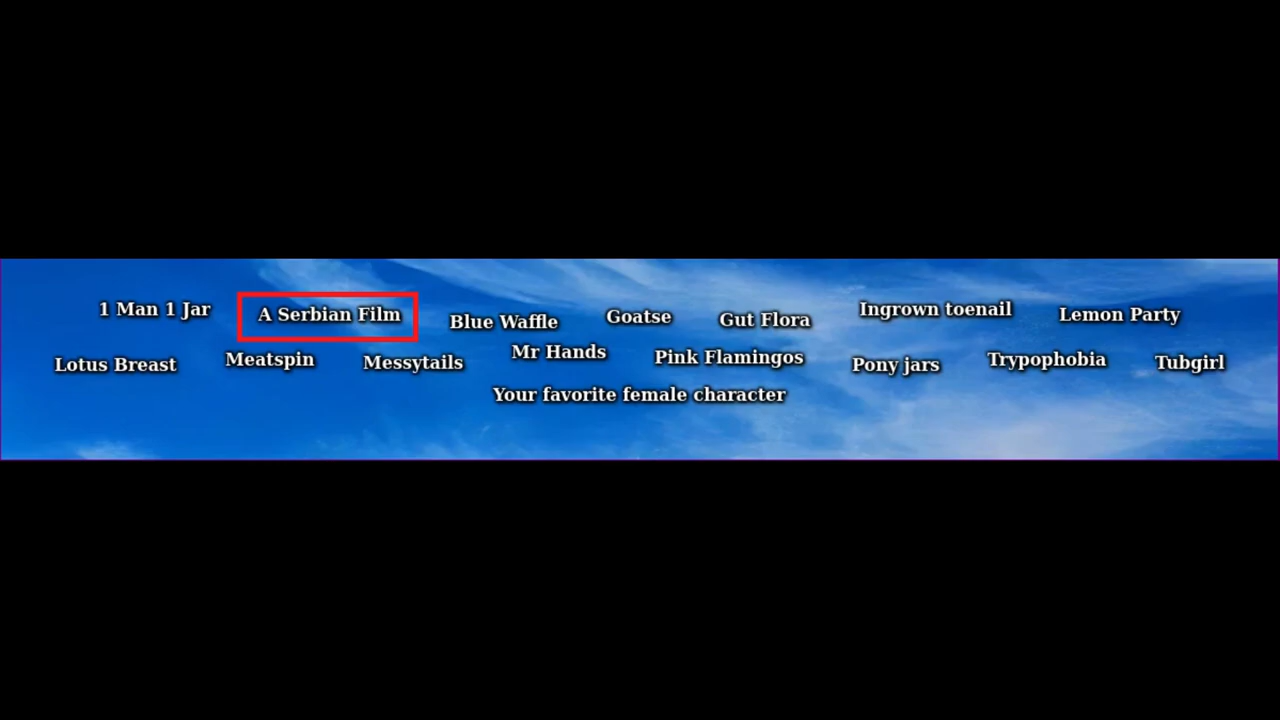 1 Man 1 Jar A Serbian Film Blue Waffle Goatse Gut Flora Ingrown toenail Lemon Party
Lotus Breast Meatspin Messytails Mr Hands Pink Flamingos Pony jars Trypophobia Tubgirl
Your favorite female character